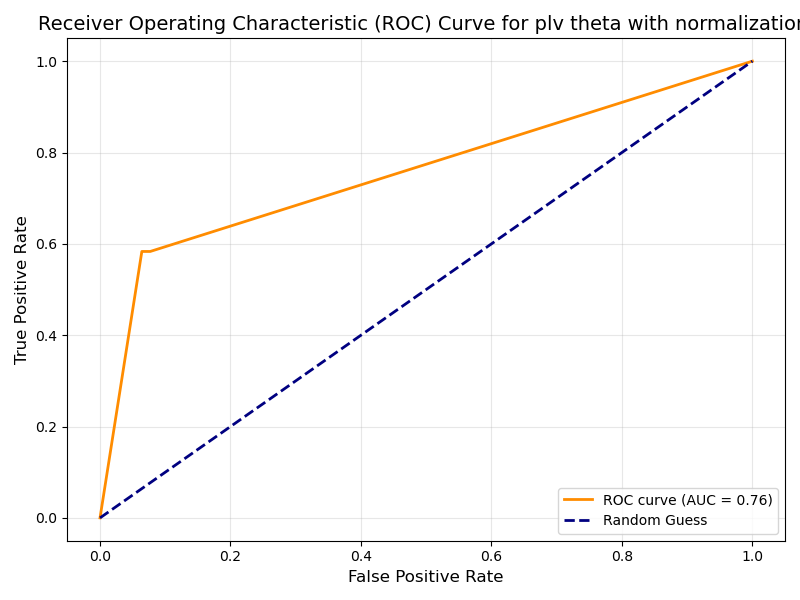 Receiver Operating Characteristic (ROC) Curve for plv theta with normalization
1.0
0.8
0.6
0.4
0.2
0.0
True Positive Rate
0.0 0.2 0.4 0.6 0.8 1.0
False Positive Rate
ROC curve (AUC = 0.76)
Random Guess